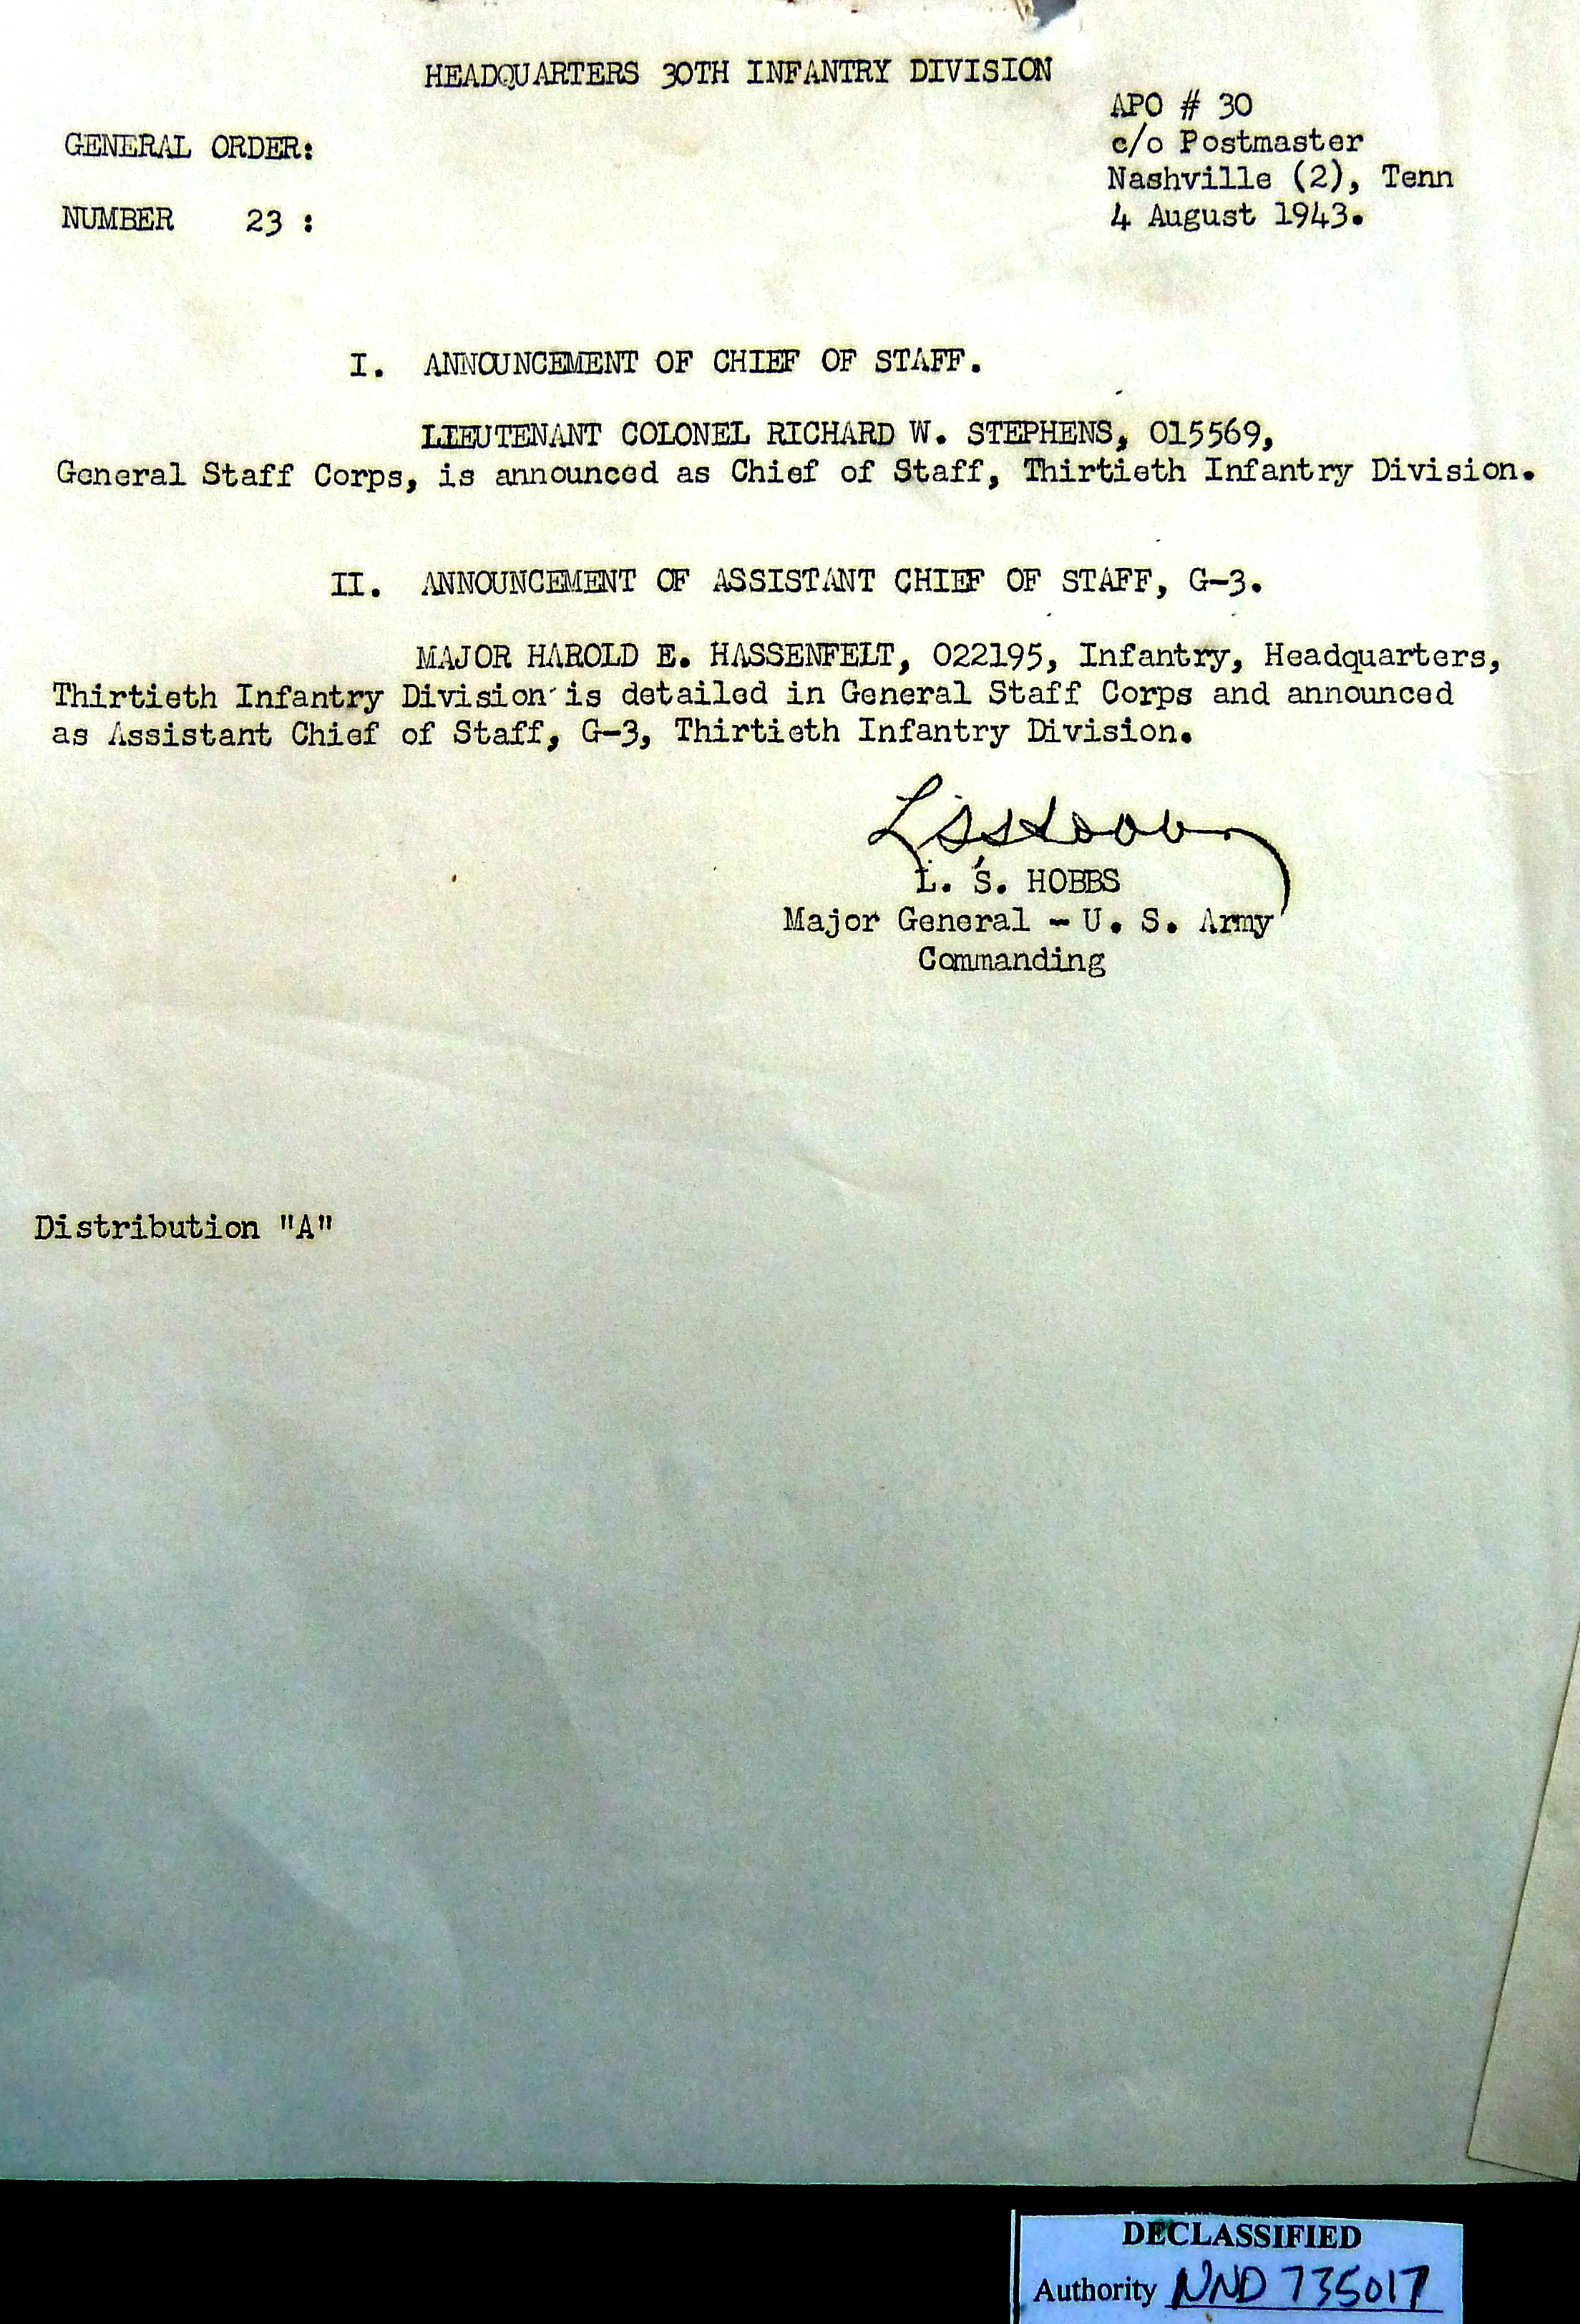 HEADQUARTERS 30TH INFANTRY DIVISION
APO # 30
GENERAL ORDER:
c/o Postmaster
Nashville (2), Tenn
NUMBER 23 :
4 August 1943.
I. ANNOUNCEMENT OF CHIEF OF STAFF.
LIEUTENANT COLONEL RICHARD W. STEPHENS, O15569,
General Staff Corps, is announced as Chief of Staff, Thirtieth Infantry Division.
II. ANNOUNCEMENT OF ASSISTANT CHIEF OF STAFF, G-3.
MAJOR HAROLD E. HASSENFELT, O22195, Infantry, Headquarters,
Thirtieth Infantry Division is detailed in General Staff Corps and announced
as Assistant Chief of Staff, G-3, Thirtieth Infantry Division.
L. S. HOBBS
Major General - U. S. Army
Commanding
Distribution "A"
DECLASSIFIED
Authority NND 735017